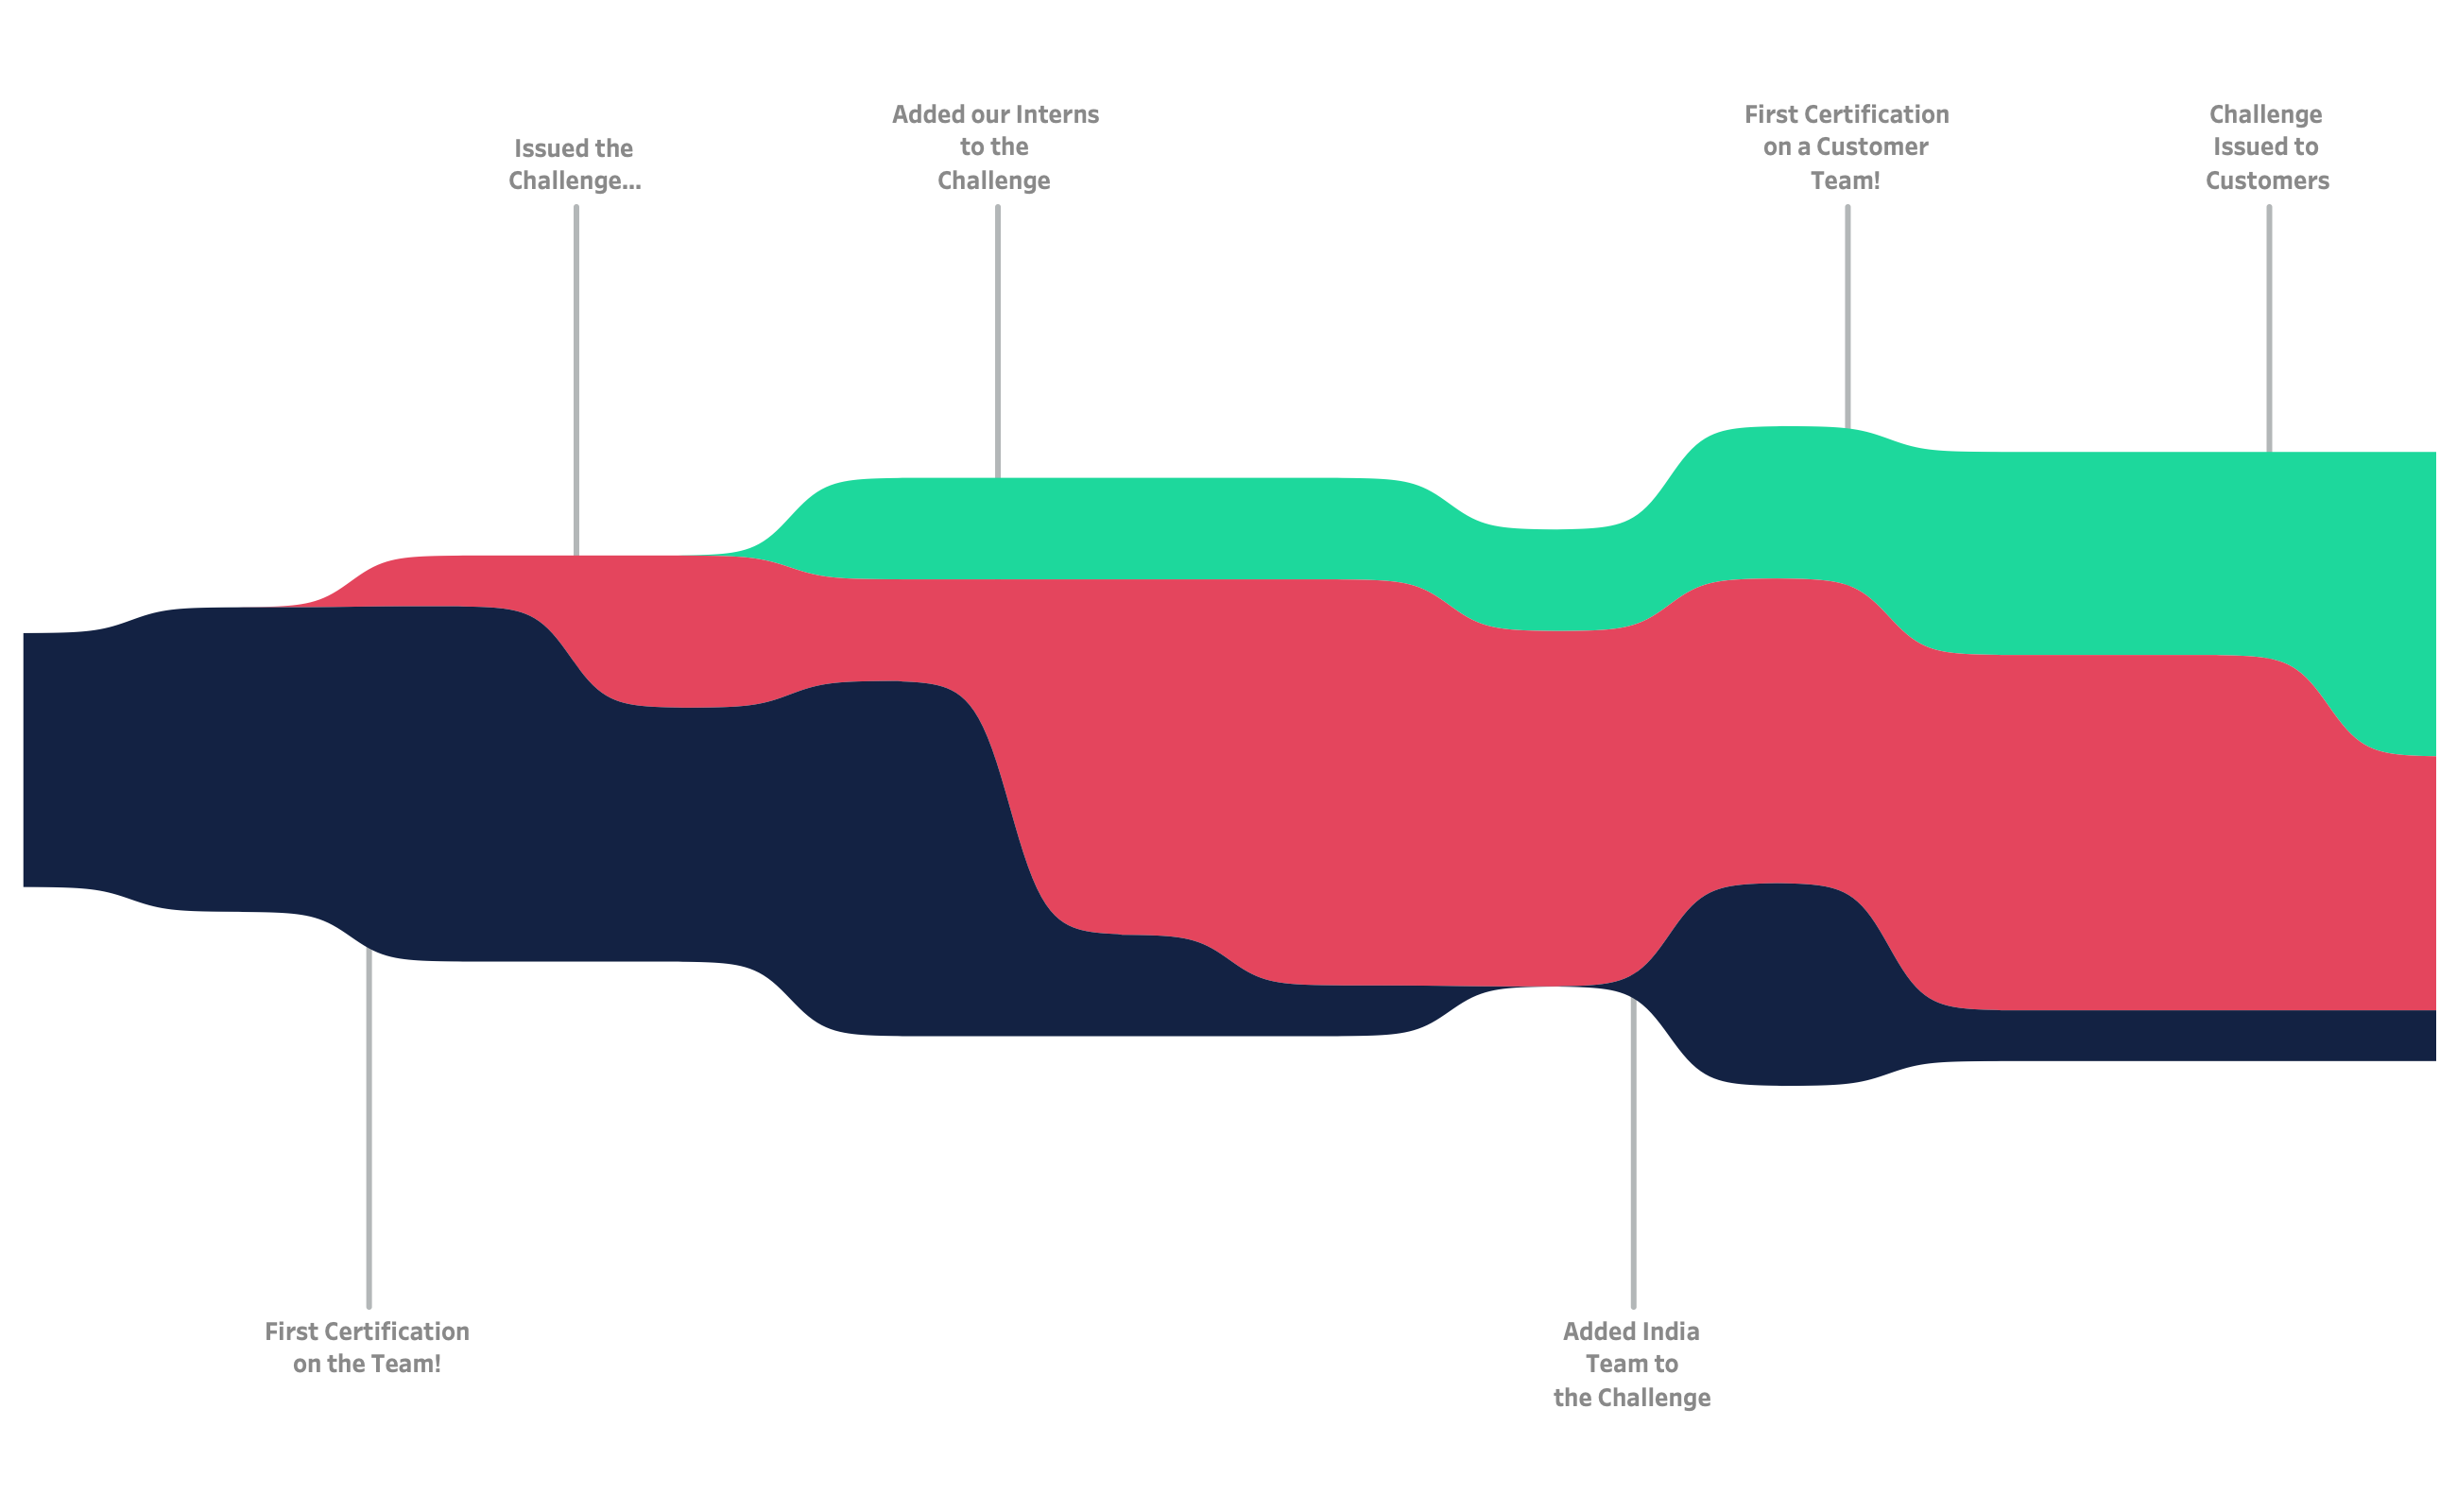 Issued the
Challenge...
Added our Interns
to the
Challenge
First Certification
on a Customer
Team!
Challenge
Issued to
Customers
First Certification
on the Team!
Added India
Team to
the Challenge